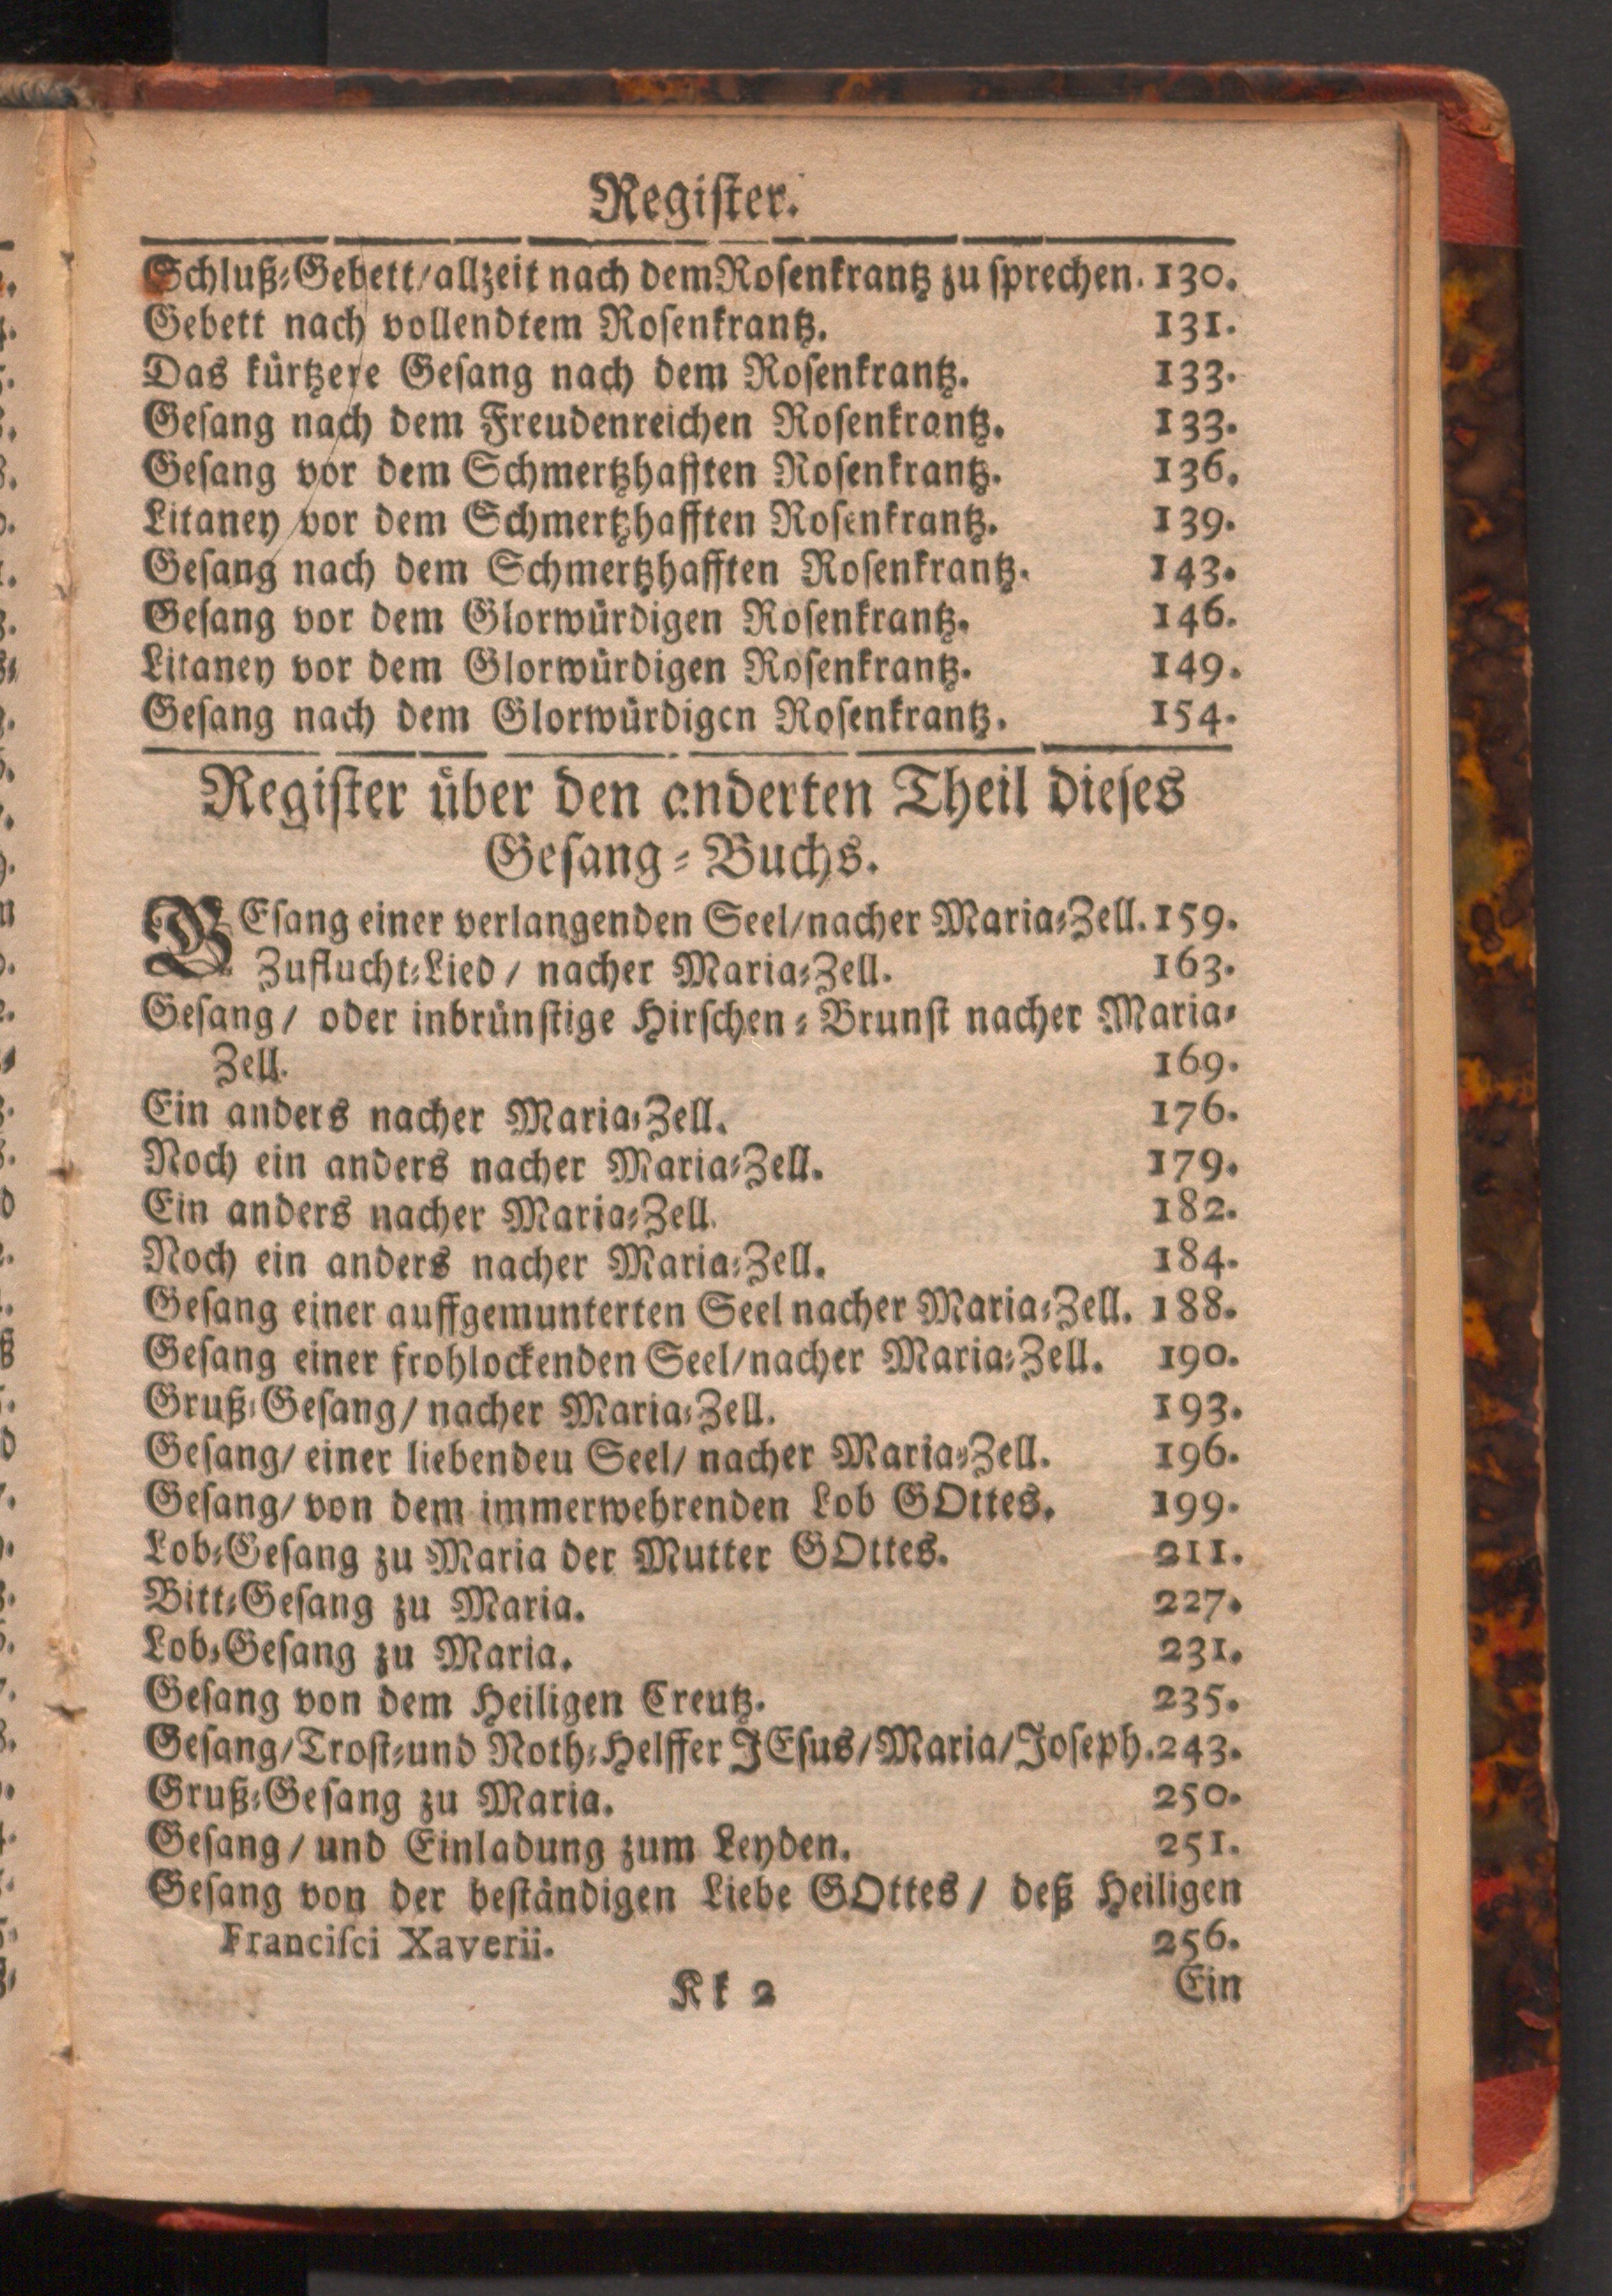 Register.
Schluß-Gebett/allzeit nach dem Rosenkrantz zu sprechen. 130.
Gebett nach vollendtem Rosenkrantz. 131.
Das kürtzere Gesang nach dem Rosenkrantz. 133.
Gesang nach dem Freudenreichen Rosenkrantz. 133.
Gesang vor dem Schmertzhafften Rosenkrantz. 136.
Litaney vor dem Schmertzhafften Rosenkrantz. 139.
Gesang nach dem Schmertzhafften Rosenkrantz. 143.
Gesang vor dem Glorwürdigen Rosenkrantz. 146.
Litaney vor dem Glorwürdigen Rosenkrantz. 149.
Gesang nach dem Glorwürdigen Rosenkrantz. 154.
Register über den anderten Theil dieses
Gesang-Buchs.
GEsang einer verlangenden Seel/nacher Maria-Zell. 159.
Zuflucht-Lied / nacher Maria-Zell. 163.
Gesang / oder inbrünstige Hirschen-Brunst nacher Maria-
Zell. 169.
Ein anders nacher Maria-Zell. 176.
Noch ein anders nacher Maria-Zell. 179.
Ein anders nacher Maria-Zell. 182.
Noch ein anders nacher Maria-Zell. 184.
Gesang einer auffgemunterten Seel nacher Maria-Zell. 188.
Gesang einer frohlockenden Seel/nacher Maria-Zell. 190.
Gruß-Gesang/ nacher Maria-Zell. 193.
Gesang/ einer liebendeu Seel/ nacher Maria-Zell. 196.
Gesang/ von dem immerwehrenden Lob GOttes. 199.
Lob-Gesang zu Maria der Mutter GOttes. 211.
Bitt-Gesang zu Maria. 227.
Lob-Gesang zu Maria. 231.
Gesang von dem Heiligen Creutz. 235.
Gesang/Trost-und Noth-Helffer JEsus/Maria/Joseph. 243.
Gruß-Gesang zu Maria. 250.
Gesang / und Einladung zum Leyden. 251.
Gesang von der beständigen Liebe GOttes / deß Heiligen
Francisci Xaverii. 256.
Kk 2 Ein